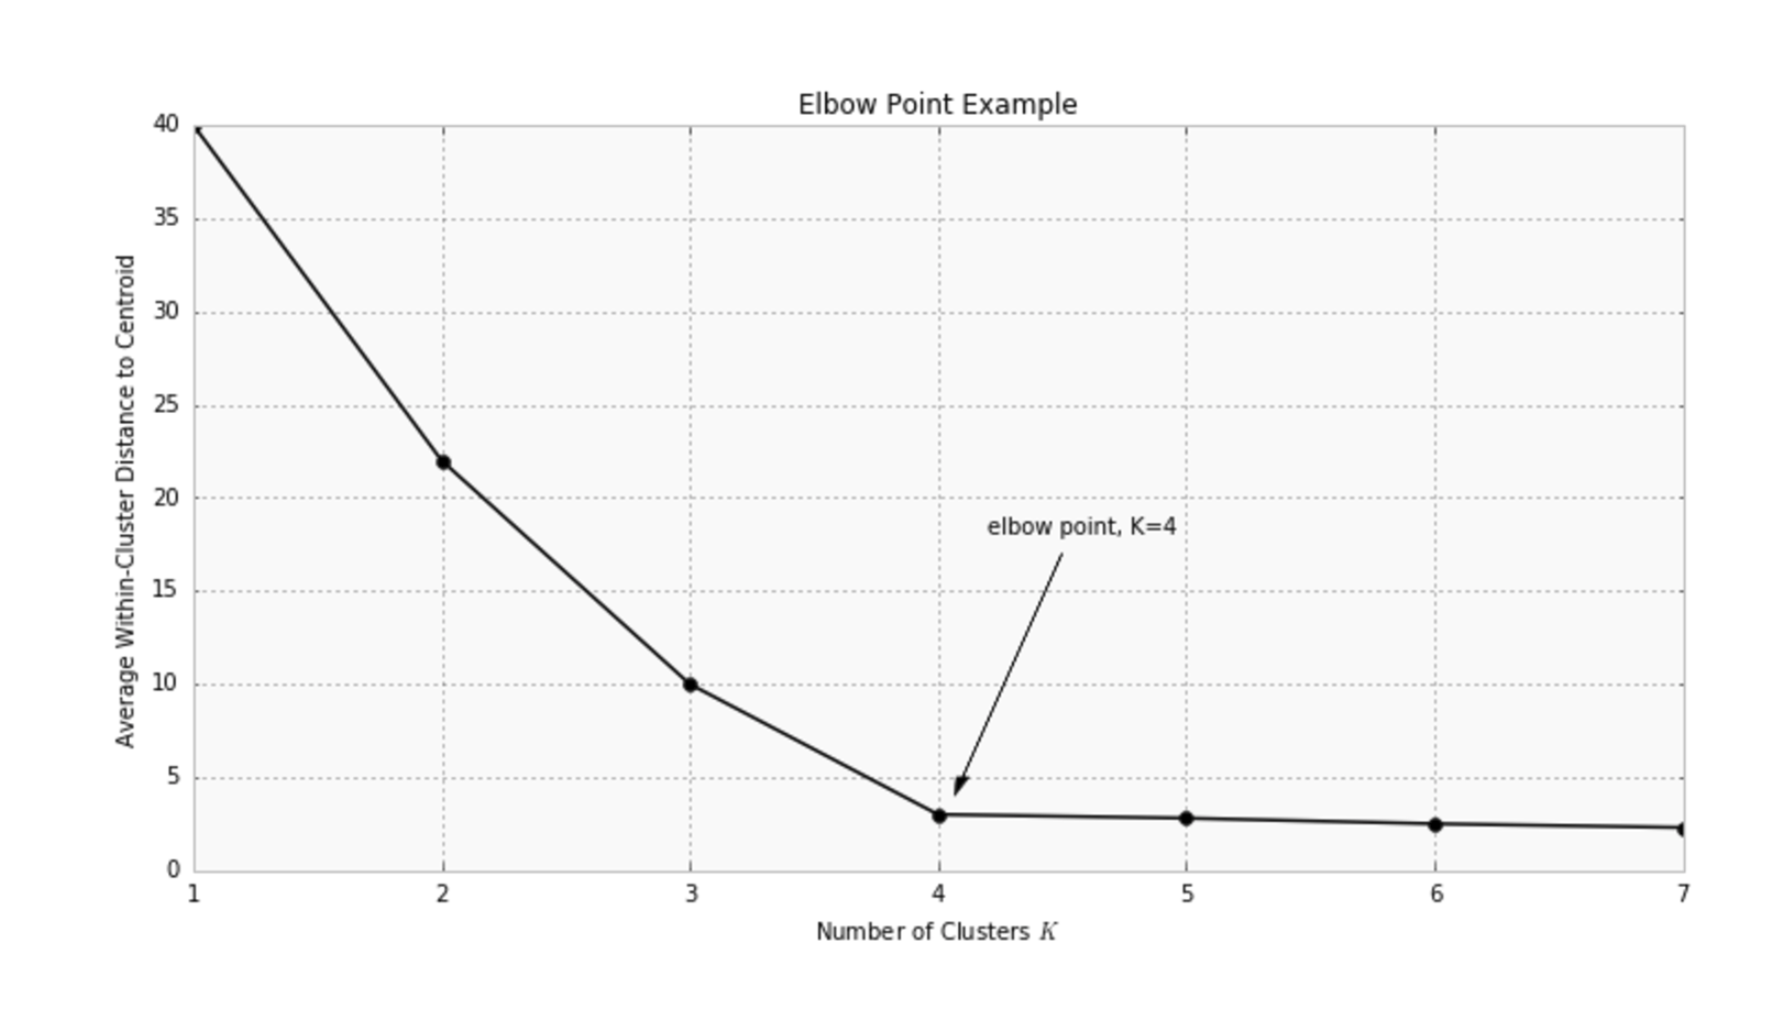 Elbow Point Example
40
35
30
25
20
15
10
5
0
Average Within-Cluster Distance to Centroid
elbow point, K=4
1 2 3 4 5 6 7
Number of Clusters K